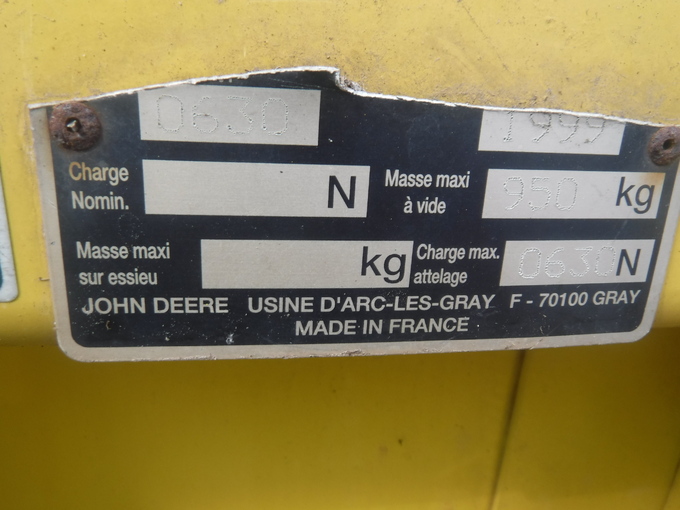 0630 1999
Charge Nomin. N Masse maxi à vide 950 kg
Masse maxi sur essieu kg Charge max. attelage 0630 N
JOHN DEERE USINE D'ARC-LES-GRAY F - 70100 GRAY
MADE IN FRANCE